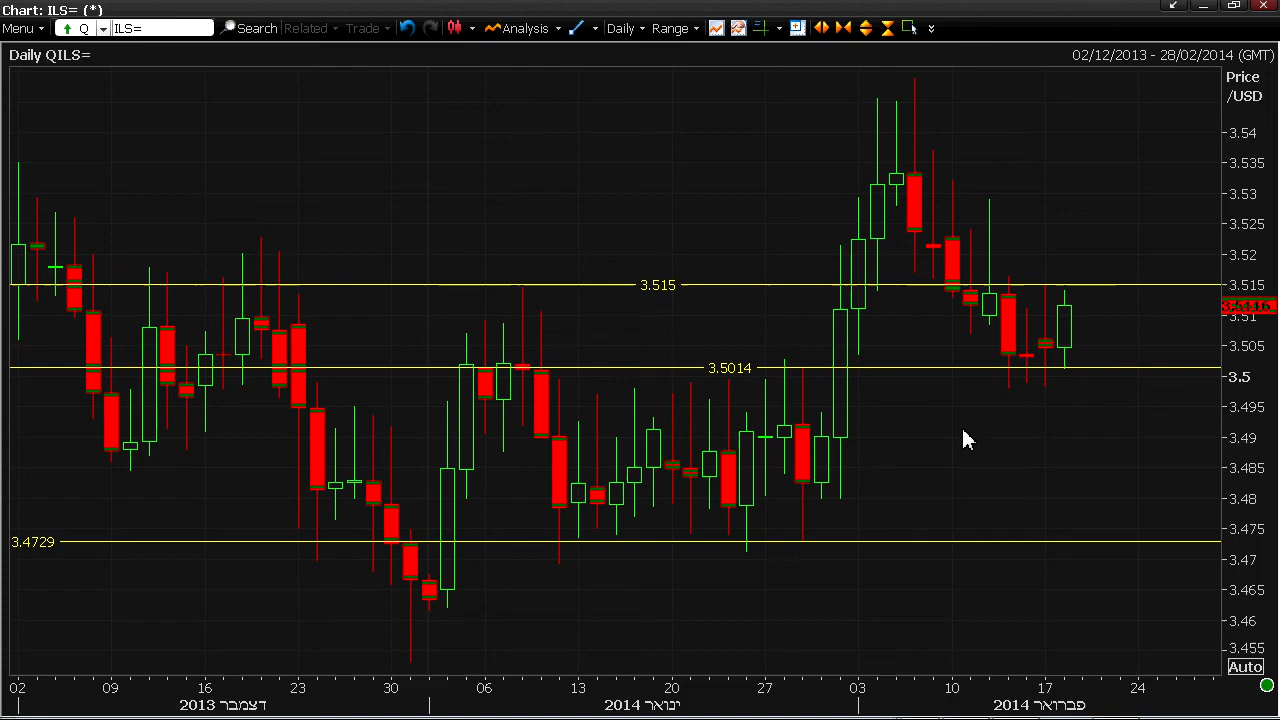 Chart: ILS= (*)
Menu Q ILS= Search Related Trade Analysis Daily Range
Daily QILS= 02/12/2013 - 28/02/2014 (GMT)
Price
/USD
3.54
3.535
3.53
3.525
3.52
3.515
3.515
3.51
3.505
3.5014
3.5
3.495
3.49
3.485
3.48
3.475
3.4729
3.47
3.465
3.46
3.455
Auto
02 09 16 23 30 06 13 20 27 03 10 17 24
דצמבר 2013 ינואר 2014 פברואר 2014